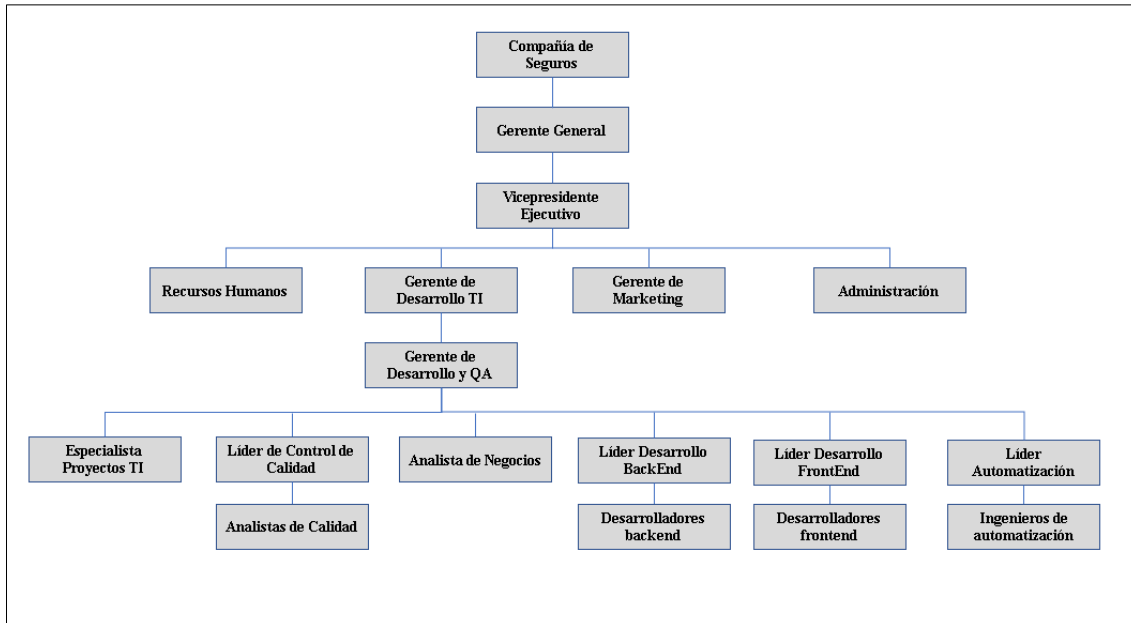 Compañía de
Seguros
Gerente General
Vicepresidente
Ejecutivo
Recursos Humanos
Gerente de
Desarrollo TI
Gerente de
Marketing
Administración
Gerente de
Desarrollo y QA
Especialista
Proyectos TI
Líder de Control de
Calidad
Analista de Negocios
Líder Desarrollo
BackEnd
Líder Desarrollo
FrontEnd
Líder
Automatización
Analistas de Calidad
Desarrolladores
backend
Desarrolladores
frontend
Ingenieros de
automatización